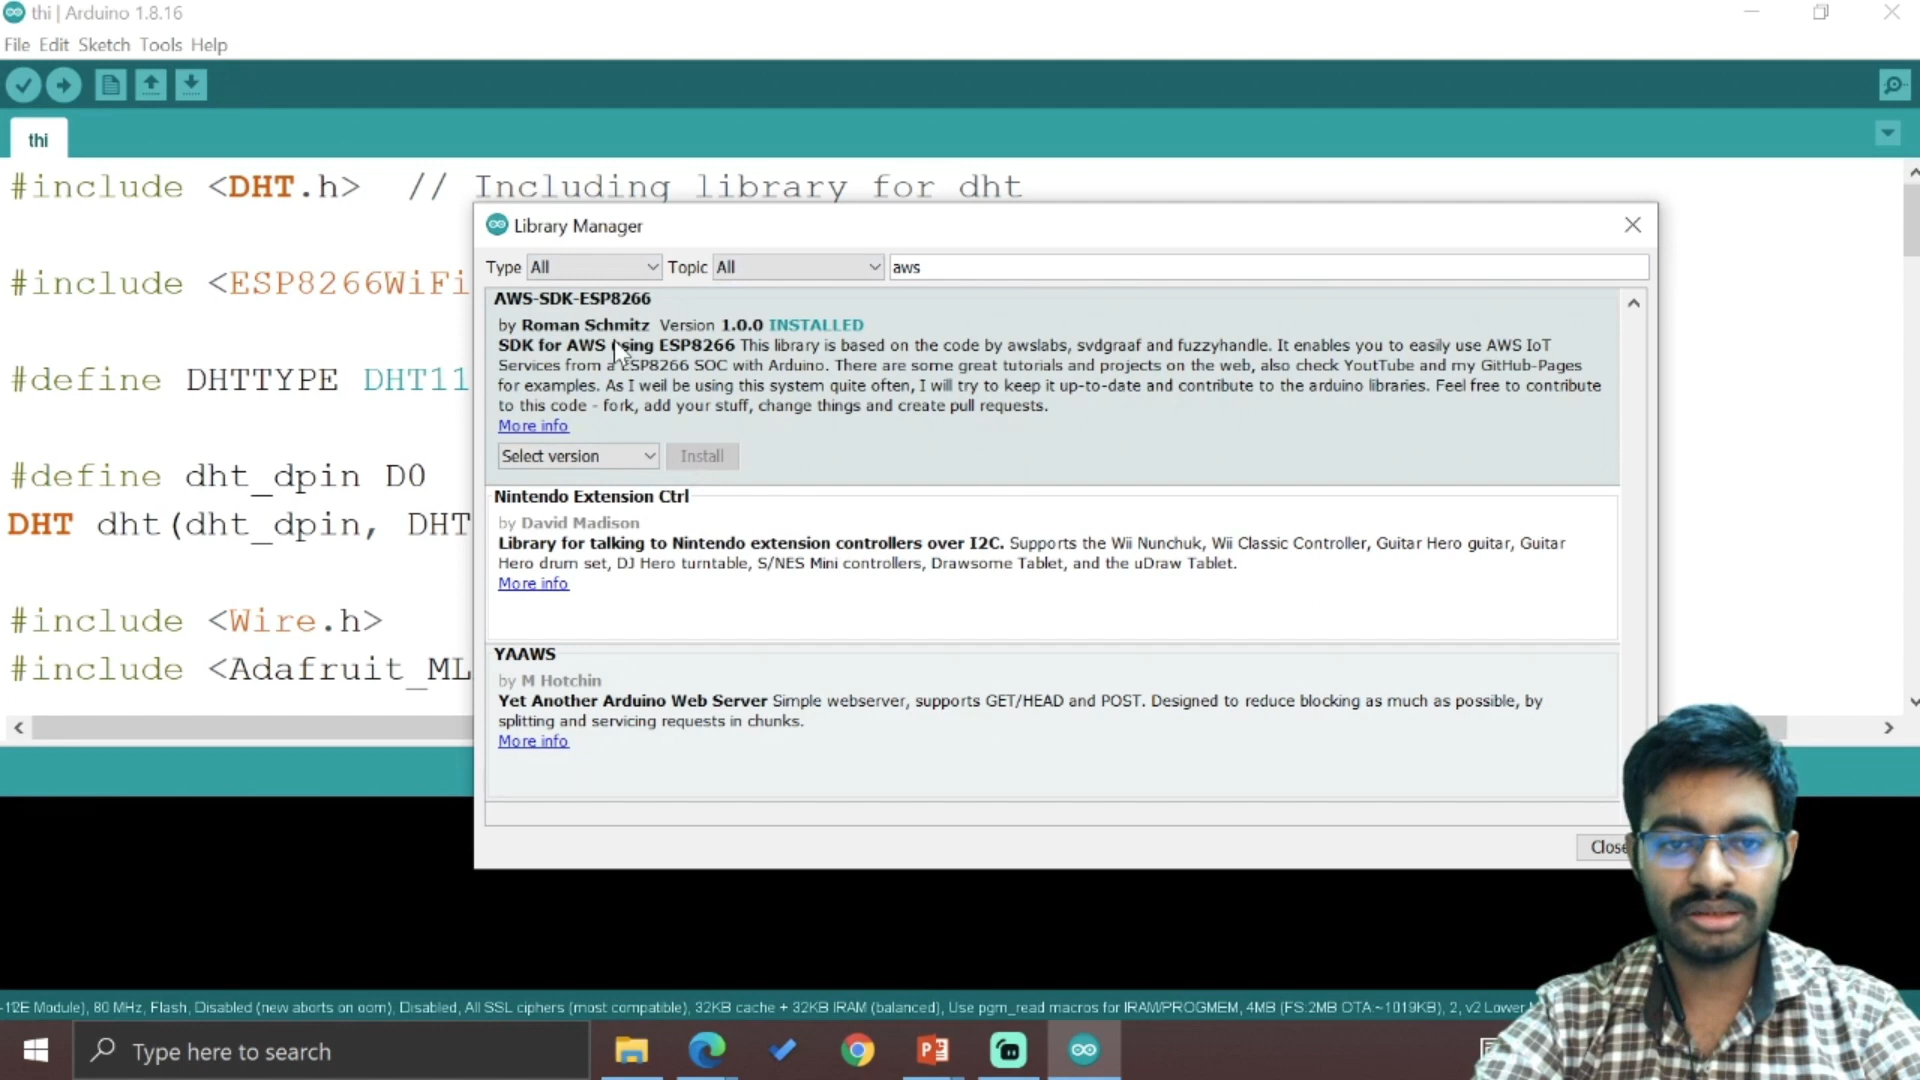 thi | Arduino 1.8.16
File Edit Sketch Tools Help
thi
#include <DHT.h>  // Including library for dht
#include <ESP8266WiFi
#define DHTTYPE DHT11
#define dht_dpin D0
DHT dht(dht_dpin, DHT
#include <Wire.h>
#include <Adafruit_ML
Library Manager
Type All Topic All aws
AWS-SDK-ESP8266
by Roman Schmitz Version 1.0.0 INSTALLED
SDK for AWS using ESP8266 This library is based on the code by awslabs, svdgraaf and fuzzyhandle. It enables you to easily use AWS IoT
Services from a ESP8266 SOC with Arduino. There are some great tutorials and projects on the web, also check YouTube and my GitHub-Pages
for examples. As I weil be using this system quite often, I will try to keep it up-to-date and contribute to the arduino libraries. Feel free to contribute
to this code - fork, add your stuff, change things and create pull requests.
More info
Select version Install
Nintendo Extension Ctrl
by David Madison
Library for talking to Nintendo extension controllers over I2C. Supports the Wii Nunchuk, Wii Classic Controller, Guitar Hero guitar, Guitar
Hero drum set, DJ Hero turntable, S/NES Mini controllers, Drawsome Tablet, and the uDraw Tablet.
More info
YAAWS
by M Hotchin
Yet Another Arduino Web Server Simple webserver, supports GET/HEAD and POST. Designed to reduce blocking as much as possible, by
splitting and servicing requests in chunks.
More info
Close
-12E Module), 80 MHz, Flash, Disabled (new aborts on oom), Disabled, All SSL ciphers (most compatible), 32KB cache + 32KB IRAM (balanced), Use pgm_read macros for IRAM/PROGMEM, 4MB (FS:2MB OTA:~1019KB), 2, v2 Lower
Type here to search